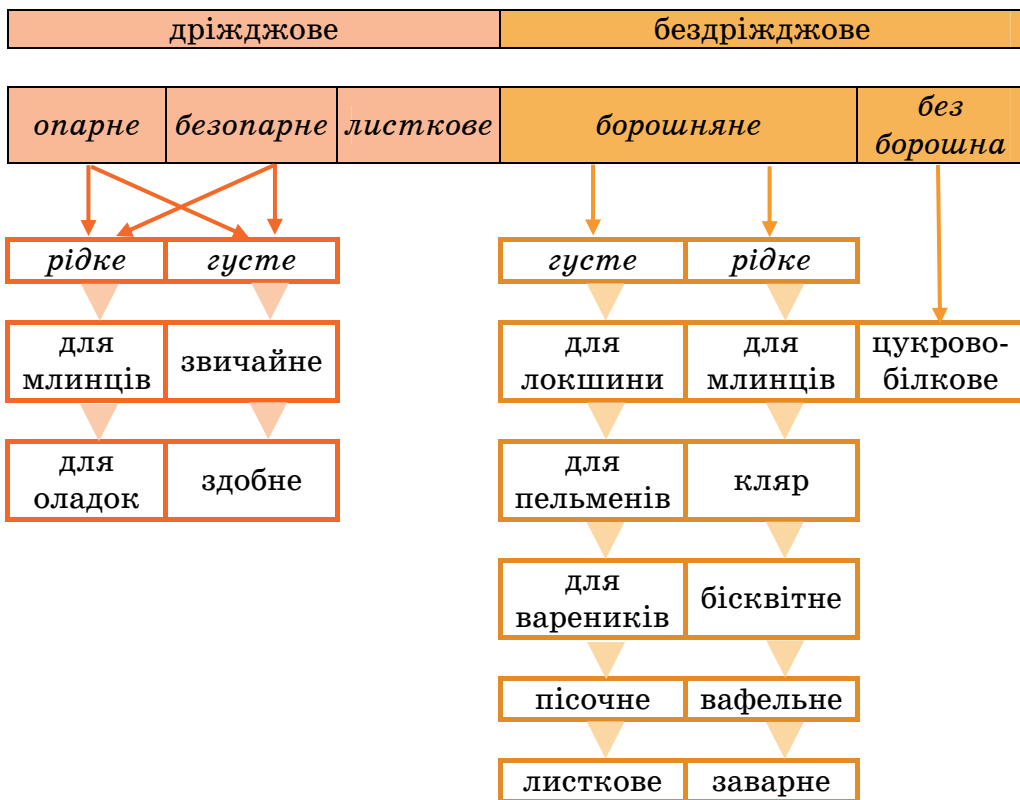 дріжджове
бездріжджове
опарне
безопарне
листкове
борошняне
без
борошна
рідке
густе
густе
рідке
для
млинців
звичайне
для
локшини
для
млинців
цукрово-
білкове
для
оладок
здобне
для
пельменів
кляр
для
вареників
бісквітне
пісочне
вафельне
листкове
заварне